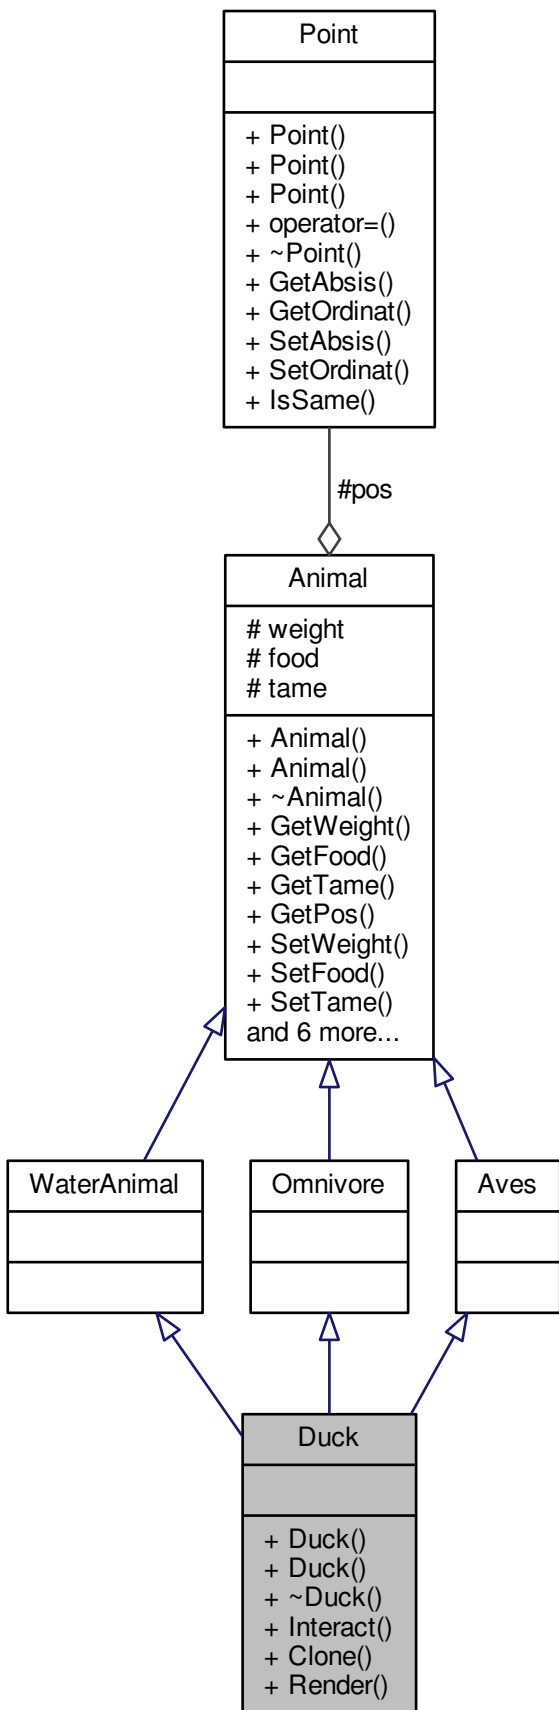 Point
+ Point()
+ Point()
+ Point()
+ operator=()
+ ~Point()
+ GetAbsis()
+ GetOrdinat()
+ SetAbsis()
+ SetOrdinat()
+ IsSame()
#pos
Animal
# weight
# food
# tame
+ Animal()
+ Animal()
+ ~Animal()
+ GetWeight()
+ GetFood()
+ GetTame()
+ GetPos()
+ SetWeight()
+ SetFood()
+ SetTame()
and 6 more...
WaterAnimal
Omnivore
Aves
Duck
+ Duck()
+ Duck()
+ ~Duck()
+ Interact()
+ Clone()
+ Render()